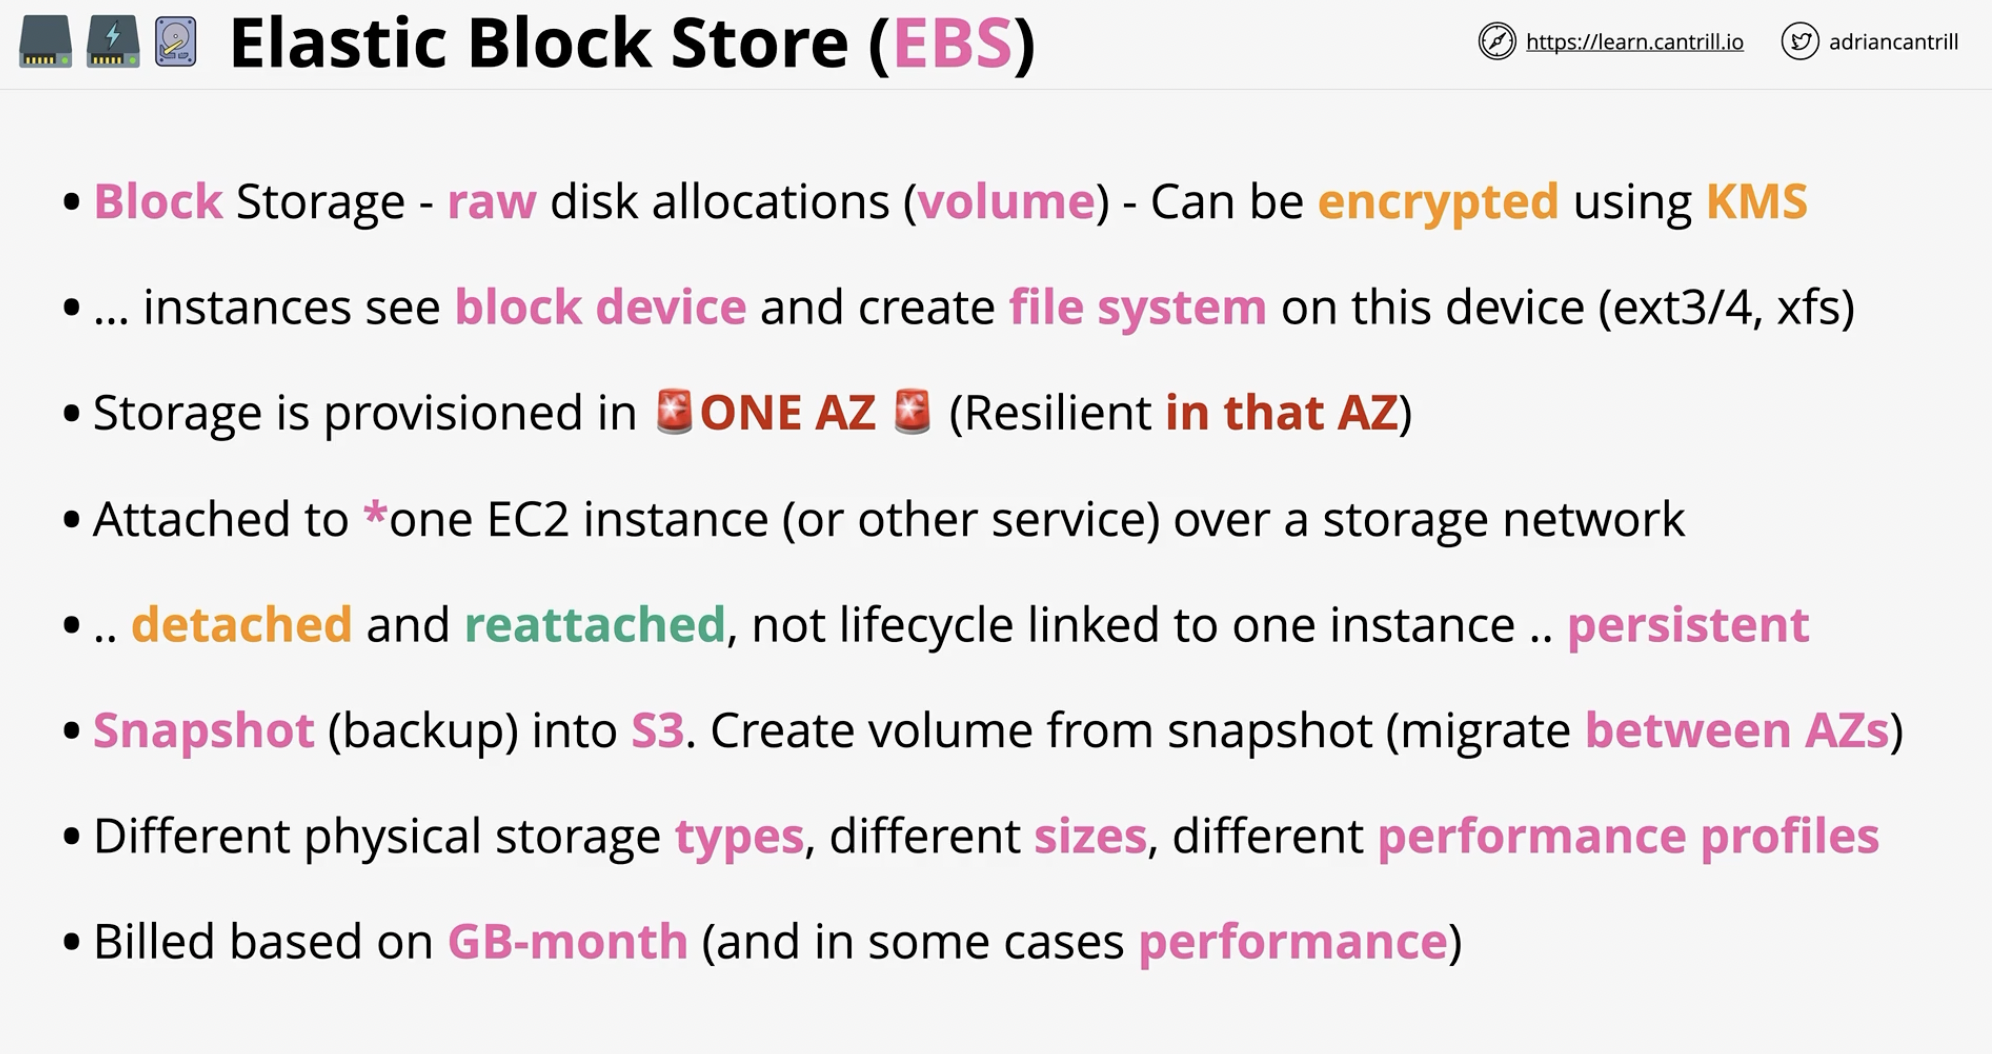 Elastic Block Store (EBS)
https://learn.cantrill.io
adriancantrill
• Block Storage - raw disk allocations (volume) - Can be encrypted using KMS
• ... instances see block device and create file system on this device (ext3/4, xfs)
• Storage is provisioned in 🚨ONE AZ 🚨 (Resilient in that AZ)
• Attached to *one EC2 instance (or other service) over a storage network
• .. detached and reattached, not lifecycle linked to one instance .. persistent
• Snapshot (backup) into S3. Create volume from snapshot (migrate between AZs)
• Different physical storage types, different sizes, different performance profiles
• Billed based on GB-month (and in some cases performance)